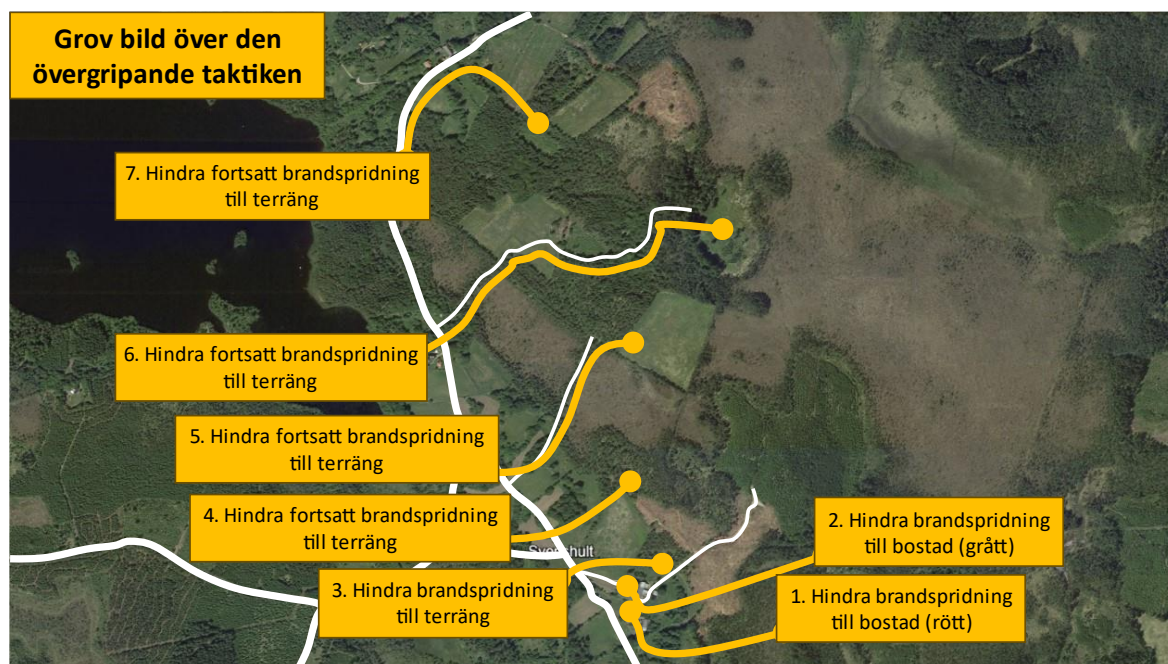 Grov bild över den
övergripande taktiken
7. Hindra fortsatt brandspridning
till terräng
6. Hindra fortsatt brandspridning
till terräng
5. Hindra fortsatt brandspridning
till terräng
4. Hindra fortsatt brandspridning
till terräng
3. Hindra brandspridning
till terräng
2. Hindra brandspridning
till bostad (grått)
1. Hindra brandspridning
till bostad (rött)